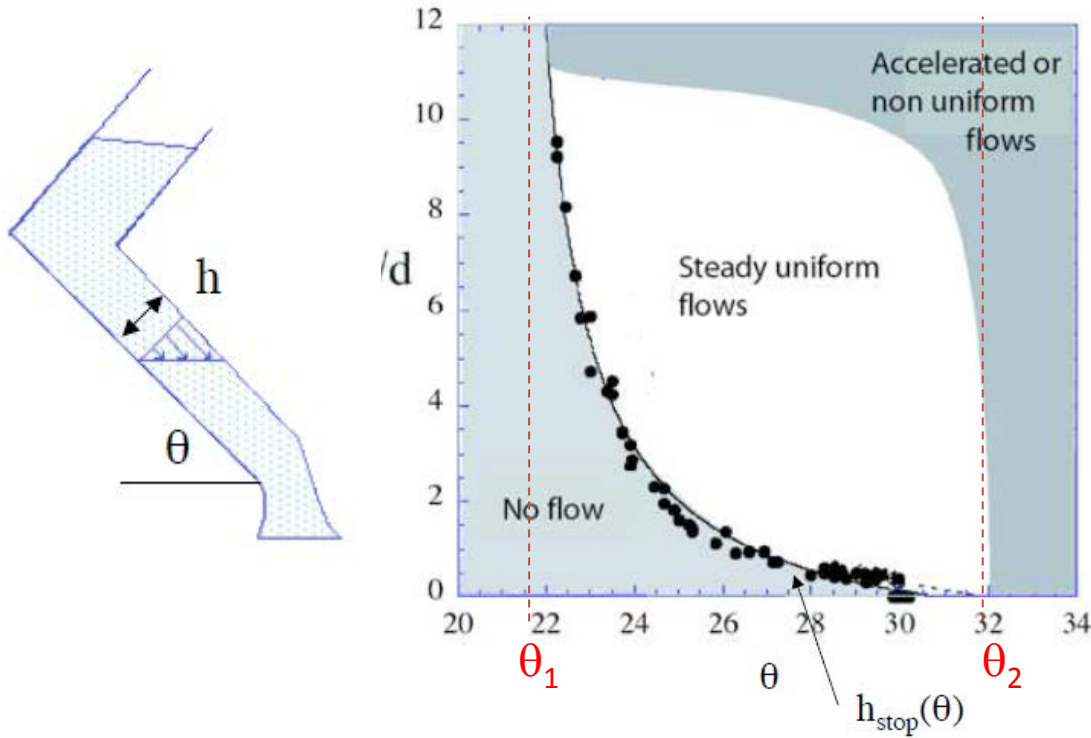 h
θ
/d
12
10
8
6
4
2
0
Accelerated or
non uniform
flows
Steady uniform
flows
No flow
20
22
24
26
28
30
32
34
θ₁
θ
θ₂
hstop(θ)